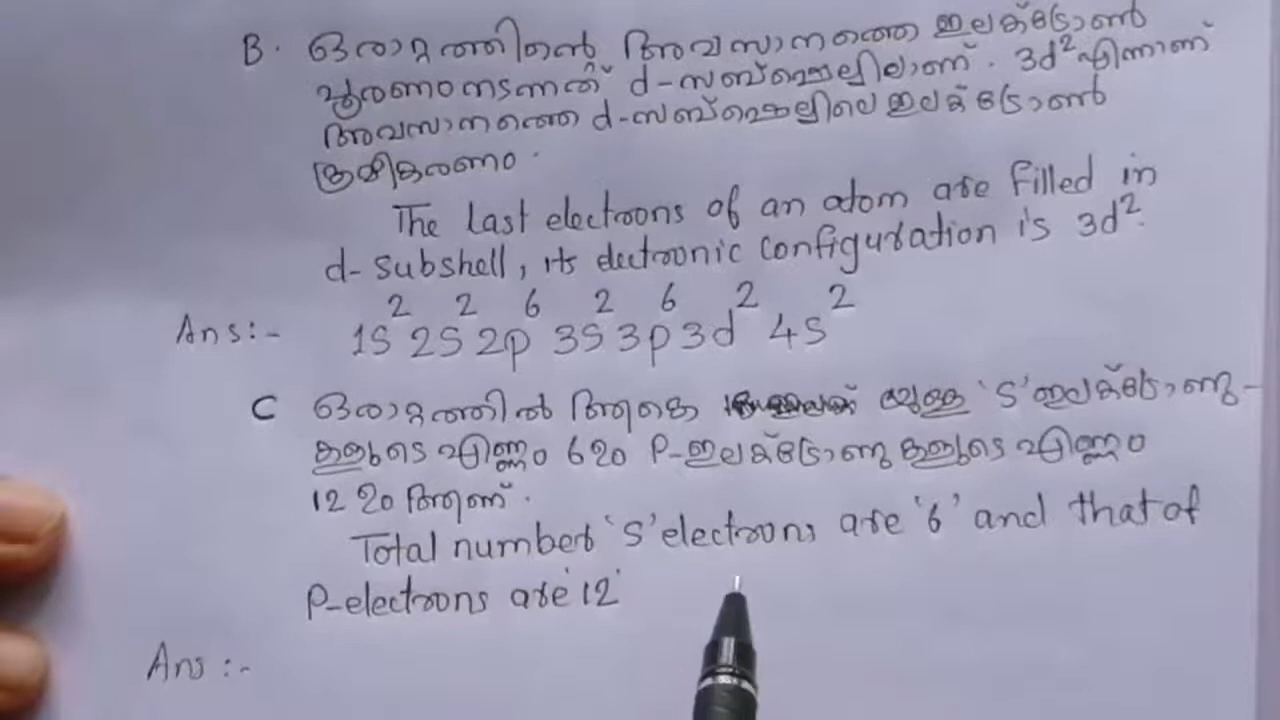 B. ഒരാറ്റത്തിന്റെ അവസാനത്തെ ഇലക്ട്രോൺ
പൂരണം നടന്നത് d-സബ്ഷെല്ലിലാണ്. 3d² എന്നാണ്
അവസാനത്തെ d-സബ്ഷെല്ലിലെ ഇലക്ട്രോൺ
ക്രമീകരണം.
The last electrons of an atom are filled in
d-subshell, its electronic configuration is 3d².
Ans:- 1S² 2S² 2p⁶ 3S² 3p⁶ 3d² 4S²
C ഒരാറ്റത്തിൽ ആകെ യുള്ള 'S' ഇലക്ട്രോണു-
കളുടെ എണ്ണം 6ഉം P-ഇലക്ട്രോണുകളുടെ എണ്ണം
12 ഉം ആണ്.
Total number 'S' electrons are '6' and that of
P-electrons are '12'
Ans :-